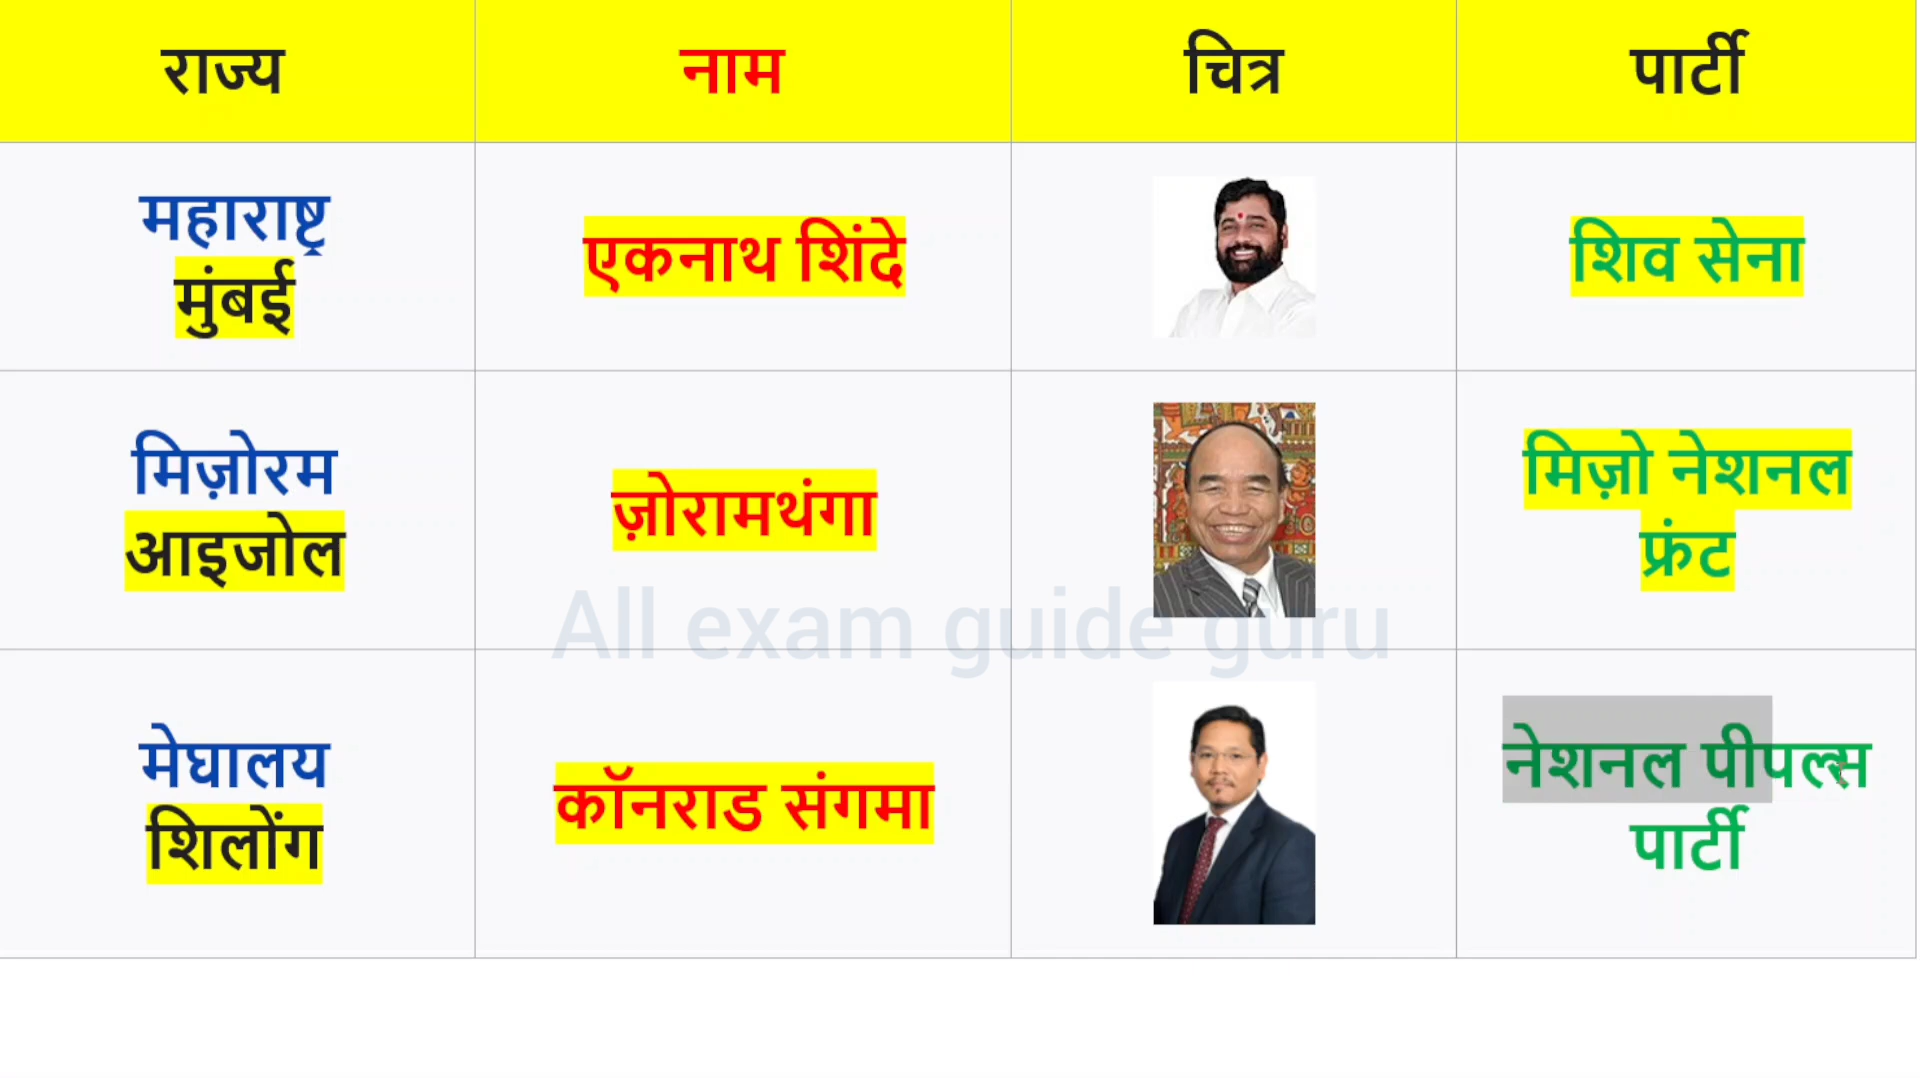 राज्य
नाम
चित्र
पार्टी
महाराष्ट्र
मुंबई
एकनाथ शिंदे
शिव सेना
मिज़ोरम
आइजोल
ज़ोरामथंगा
मिज़ो नेशनल
फ्रंट
All exam guide guru
मेघालय
शिलोंग
कॉनराड संगमा
नेशनल पीपल्स
पार्टी